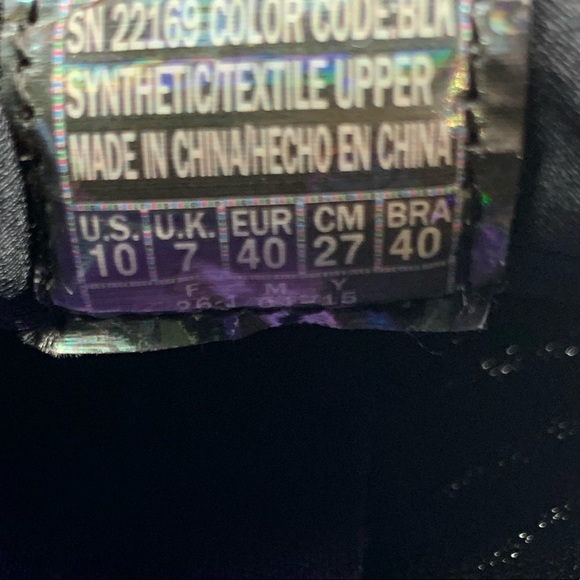 SN 22169 COLOR CODE:BLK
SYNTHETIC/TEXTILE UPPER
MADE IN CHINA/HECHO EN CHINA
U.S. U.K. EUR CM BRA
10 7 40 27 40
F M Y